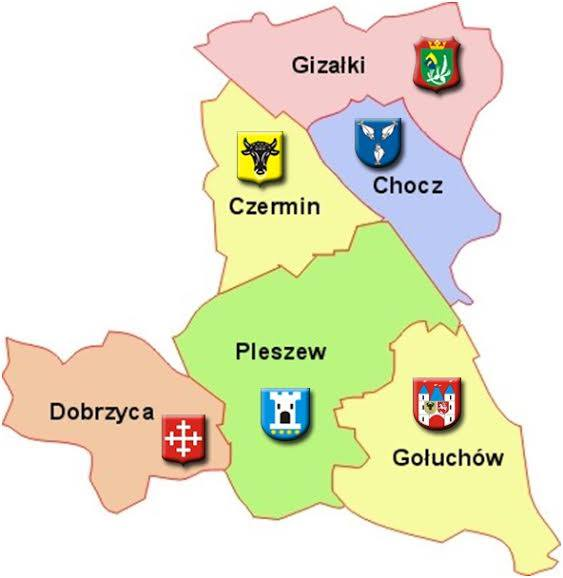 Gizałki
Chocz
Czermin
Pleszew
Dobrzyca
Gołuchów